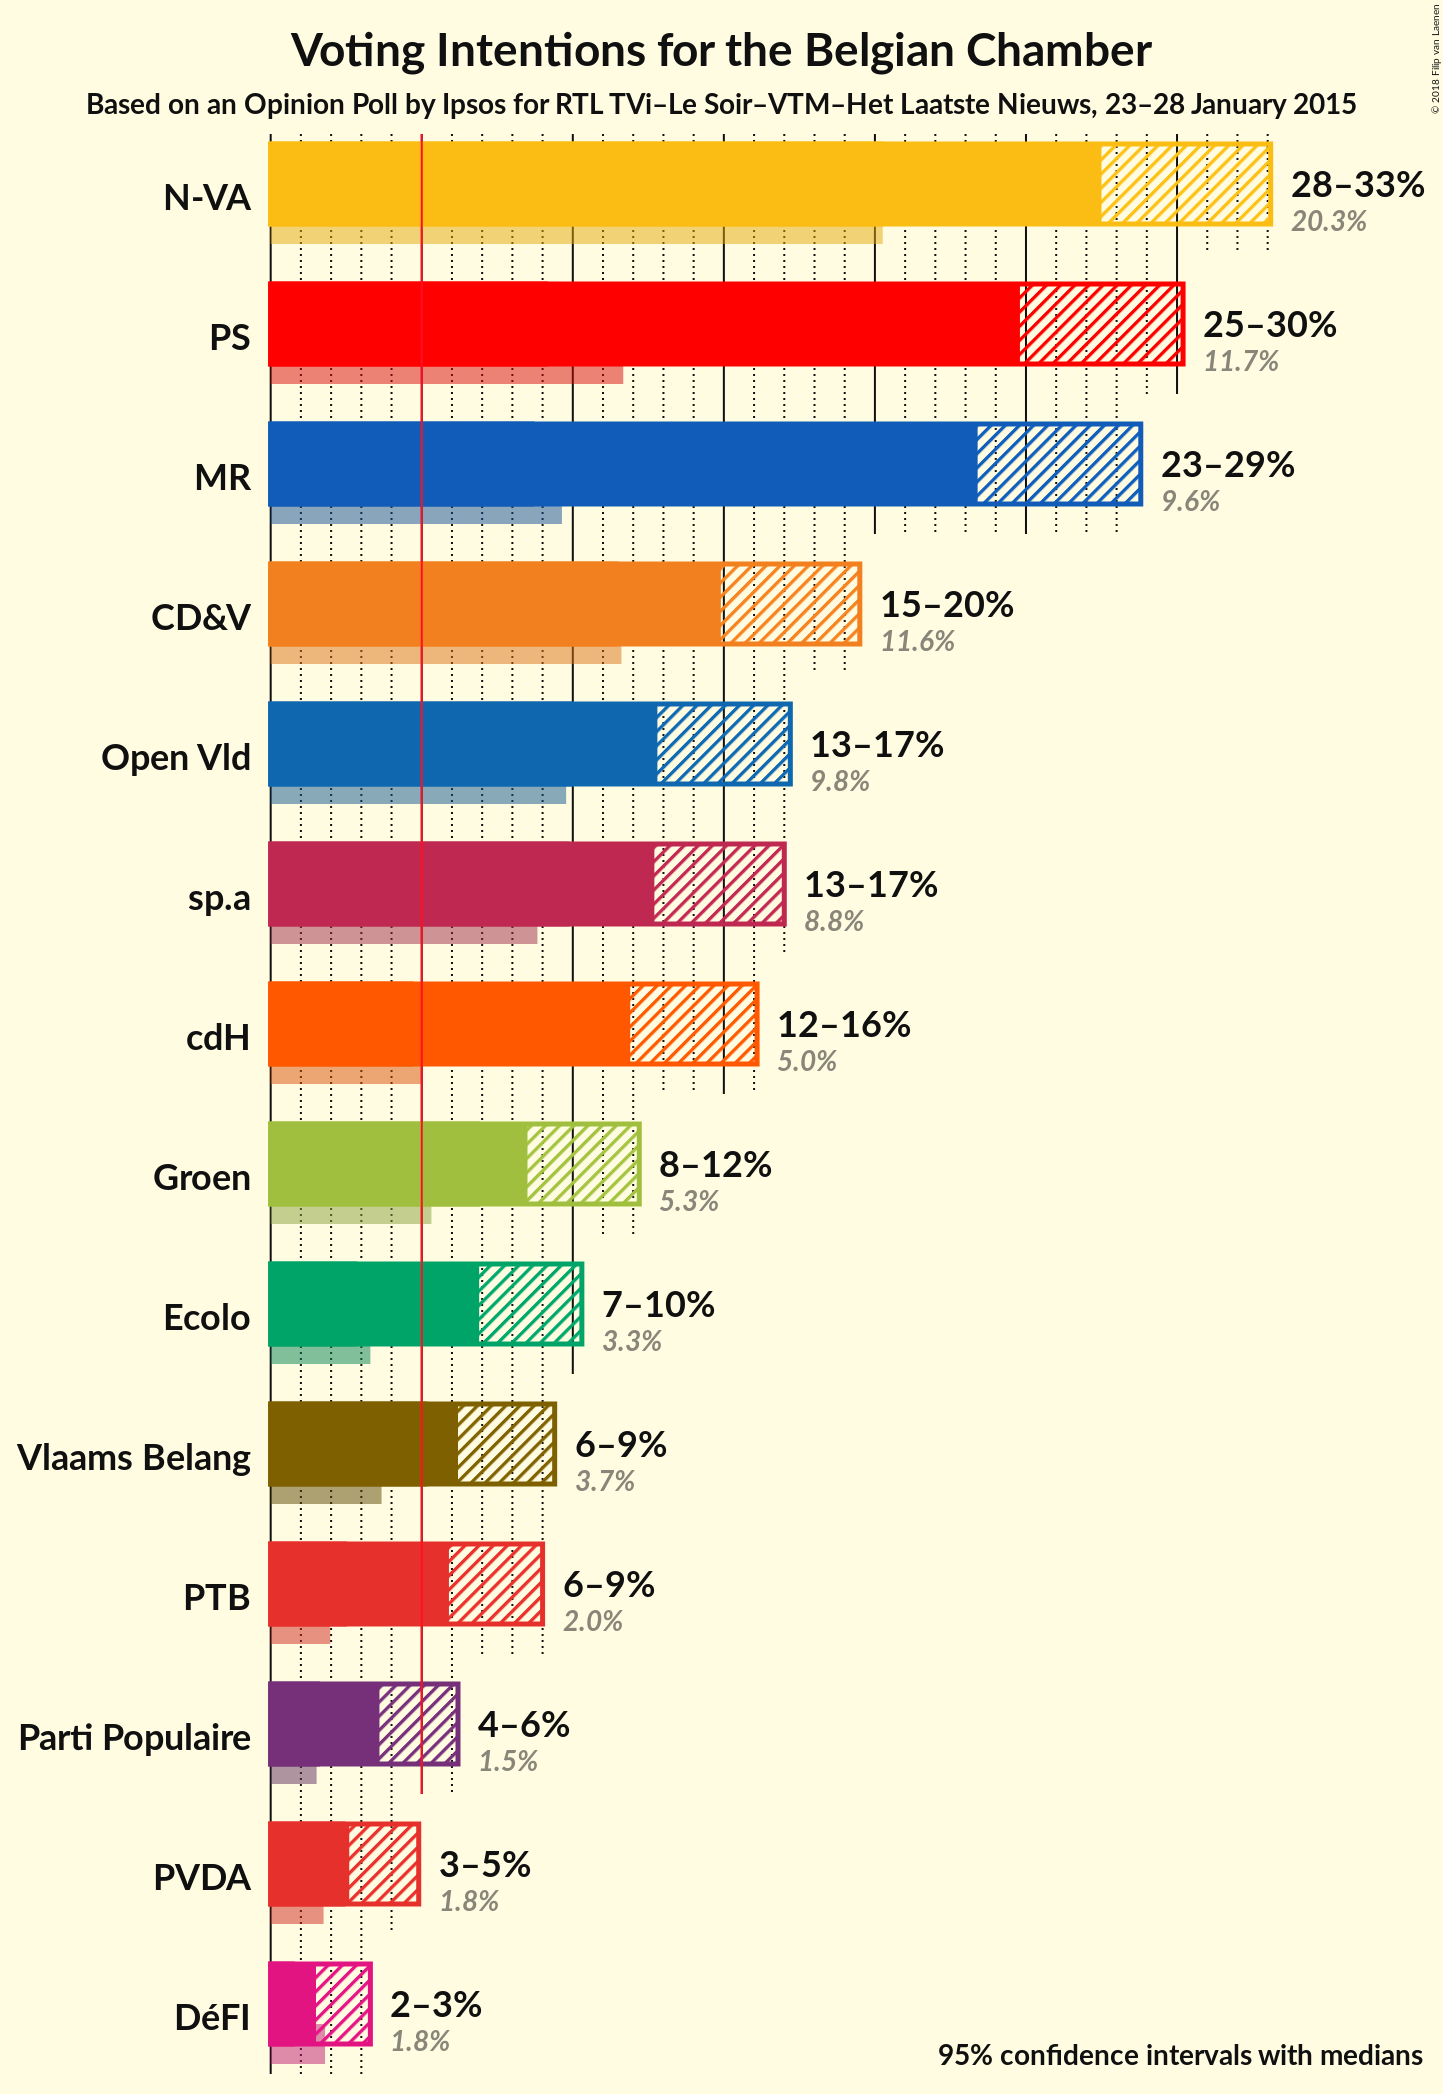 Voting Intentions for the Belgian Chamber
Based on an Opinion Poll by Ipsos for RTL TVi–Le Soir–VTM–Het Laatste Nieuws, 23–28 January 2015
© 2018 Filip van Laenen
N-VA
28–33%
20.3%
PS
25–30%
11.7%
MR
23–29%
9.6%
CD&V
15–20%
11.6%
Open Vld
13–17%
9.8%
sp.a
13–17%
8.8%
cdH
12–16%
5.0%
Groen
8–12%
5.3%
Ecolo
7–10%
3.3%
Vlaams Belang
6–9%
3.7%
PTB
6–9%
2.0%
Parti Populaire
4–6%
1.5%
PVDA
3–5%
1.8%
DéFI
2–3%
1.8%
95% confidence intervals with medians